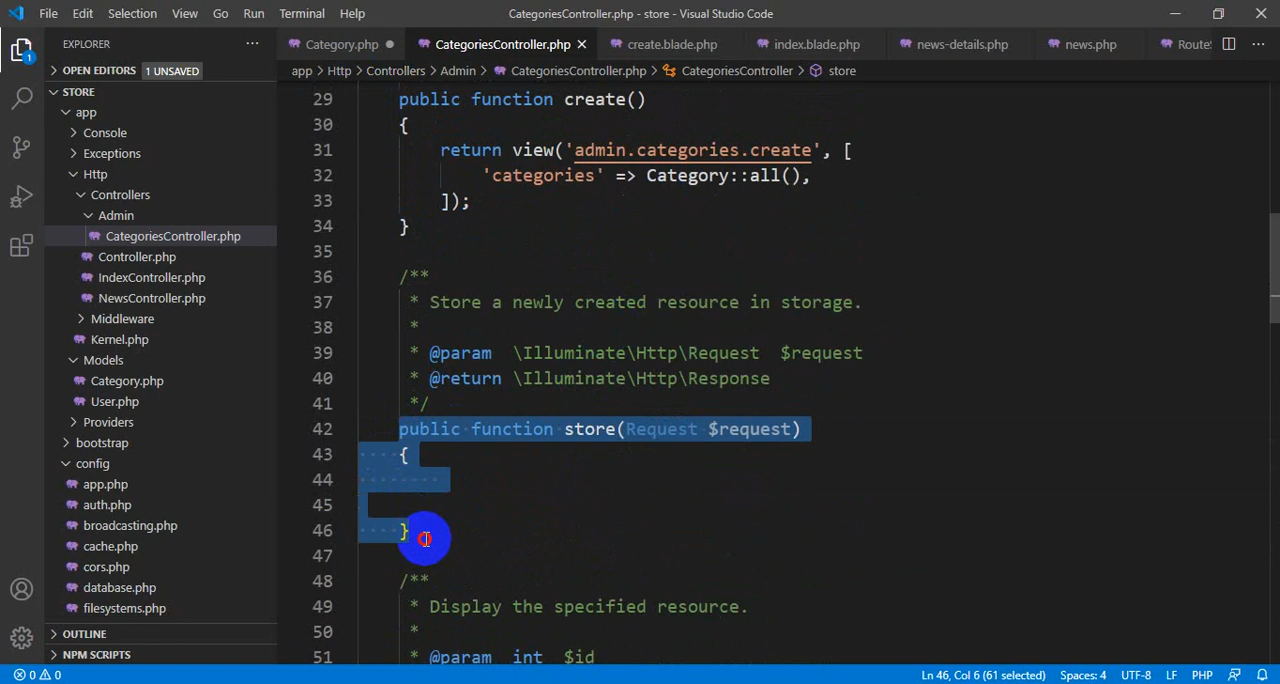 File Edit Selection View Go Run Terminal Help CategoriesController.php - store - Visual Studio Code
EXPLORER
Category.php CategoriesController.php create.blade.php index.blade.php news-details.php news.php Route
OPEN EDITORS 1 UNSAVED
app > Http > Controllers > Admin > CategoriesController.php > CategoriesController > store
STORE
app
Console
Exceptions
Http
Controllers
Admin
CategoriesController.php
Controller.php
IndexController.php
NewsController.php
Middleware
Kernel.php
Models
Category.php
User.php
Providers
bootstrap
config
app.php
auth.php
broadcasting.php
cache.php
cors.php
database.php
filesystems.php
OUTLINE
NPM SCRIPTS
1
29 public function create()
30 {
31 return view('admin.categories.create', [
32 'categories' => Category::all(),
33 ]);
34 }
35
36 /**
37 * Store a newly created resource in storage.
38 *
39 * @param  \Illuminate\Http\Request  $request
40 * @return \Illuminate\Http\Response
41 */
42 public function store(Request $request)
43 {
44
45
46 }
47
48 /**
49 * Display the specified resource.
50 *
51 * @param  int  $id
0 0 Ln 46, Col 6 (61 selected) Spaces: 4 UTF-8 LF PHP